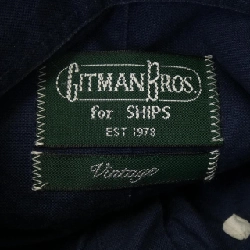 GITMAN BROS.
for SHIPS
EST 1978
Vintage